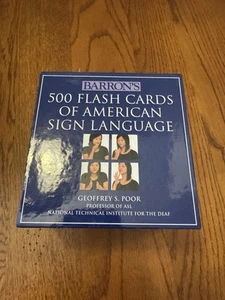 BARRON'S
500 FLASH CARDS
OF AMERICAN
SIGN LANGUAGE
GEOFFREY S. POOR
PROFESSOR OF ASL
NATIONAL TECHNICAL INSTITUTE FOR THE DEAF